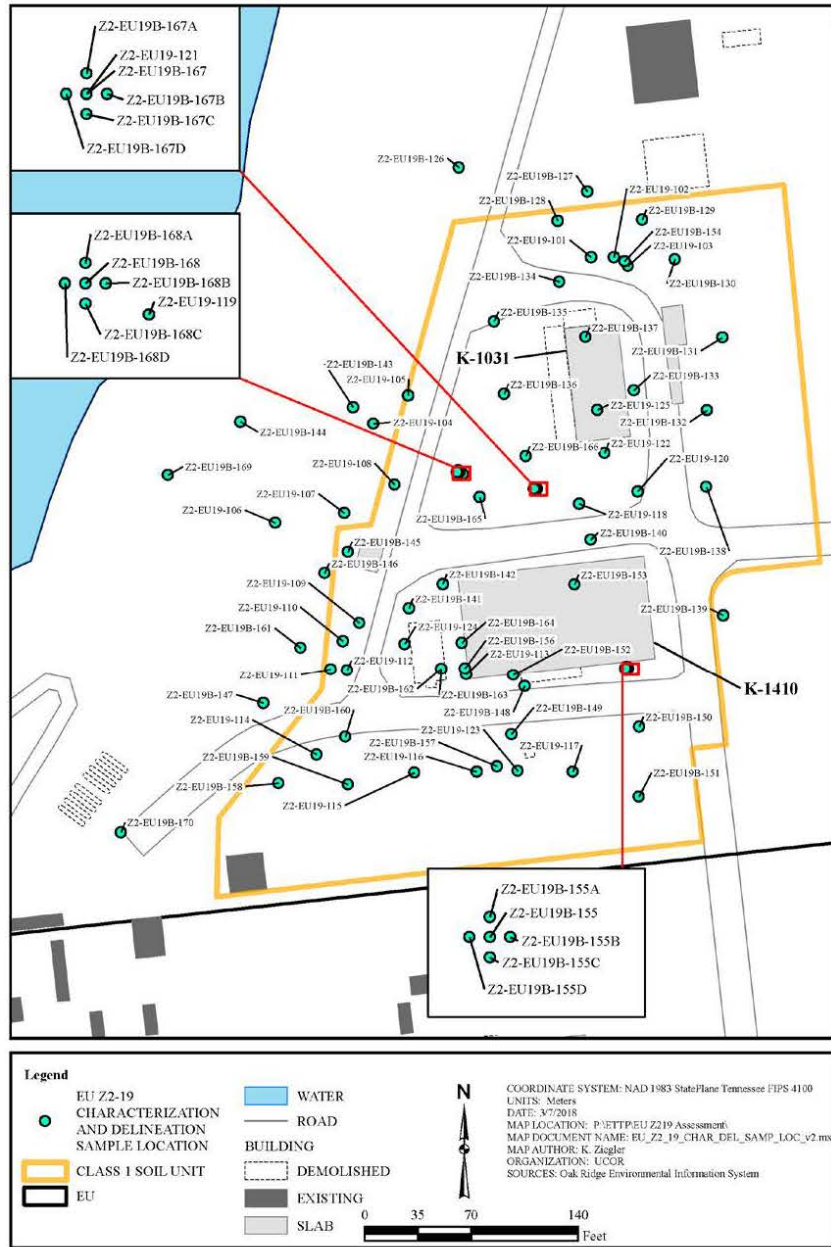 Z2-EU19B-167A
Z2-EU19-121
Z2-EU19B-167
Z2-EU19B-167B
Z2-EU19B-167C
Z2-EU19B-167D
Z2-EU19B-168A
Z2-EU19B-168
Z2-EU19B-168B
Z2-EU19-119
Z2-EU19B-168C
Z2-EU19B-168D
Z2-EU19B-126
Z2-EU19B-127
Z2-EU19B-128
Z2-EU19-102
Z2-EU19B-129
Z2-EU19B-154
Z2-EU19-101
Z2-EU19-103
Z2-EU19B-134
Z2-EU19B-130
Z2-EU19B-135
Z2-EU19B-137
K-1031
Z2-EU19B-131
Z2-EU19B-143
Z2-EU19-105
Z2-EU19B-136
Z2-EU19B-133
Z2-EU19-125
Z2-EU19B-132
Z2-EU19-104
Z2-EU19B-144
Z2-EU19B-166
Z2-EU19-122
Z2-EU19-108
Z2-EU19B-169
Z2-EU19-120
Z2-EU19-107
Z2-EU19-106
Z2-EU19B-165
Z2-EU19-118
Z2-EU19B-140
Z2-EU19B-138
Z2-EU19B-145
Z2-EU19B-146
Z2-EU19B-142
Z2-EU19B-153
Z2-EU19-109
Z2-EU19B-141
Z2-EU19B-139
Z2-EU19-110
Z2-EU19-124
Z2-EU19B-164
Z2-EU19B-161
Z2-EU19B-156
Z2-EU19B-152
Z2-EU19-113
Z2-EU19-112
Z2-EU19-111
Z2-EU19B-162
Z2-EU19B-163
K-1410
Z2-EU19B-147
Z2-EU19B-160
Z2-EU19B-148
Z2-EU19B-149
Z2-EU19-114
Z2-EU19-123
Z2-EU19B-150
Z2-EU19B-157
Z2-EU19-117
Z2-EU19B-159
Z2-EU19-116
Z2-EU19B-158
Z2-EU19-115
Z2-EU19B-151
Z2-EU19B-170
Z2-EU19B-155A
Z2-EU19B-155
Z2-EU19B-155B
Z2-EU19B-155C
Z2-EU19B-155D
Legend
EU Z2-19
CHARACTERIZATION
AND DELINEATION
SAMPLE LOCATION
CLASS 1 SOIL UNIT
EU
WATER
ROAD
BUILDING
DEMOLISHED
EXISTING
SLAB
N
COORDINATE SYSTEM: NAD 1983 StatePlane Tennessee FIPS 4100
UNITS: Meters
DATE: 3/7/2018
MAP LOCATION: P:\ETTP\EU Z219 Assessment\
MAP DOCUMENT NAME: EU_Z2_19_CHAR_DEL_SAMP_LOC_v2.mx
MAP AUTHOR: K. Ziegler
ORGANIZATION: UCOR
SOURCES: Oak Ridge Environmental Information System
0 35 70 140
Feet